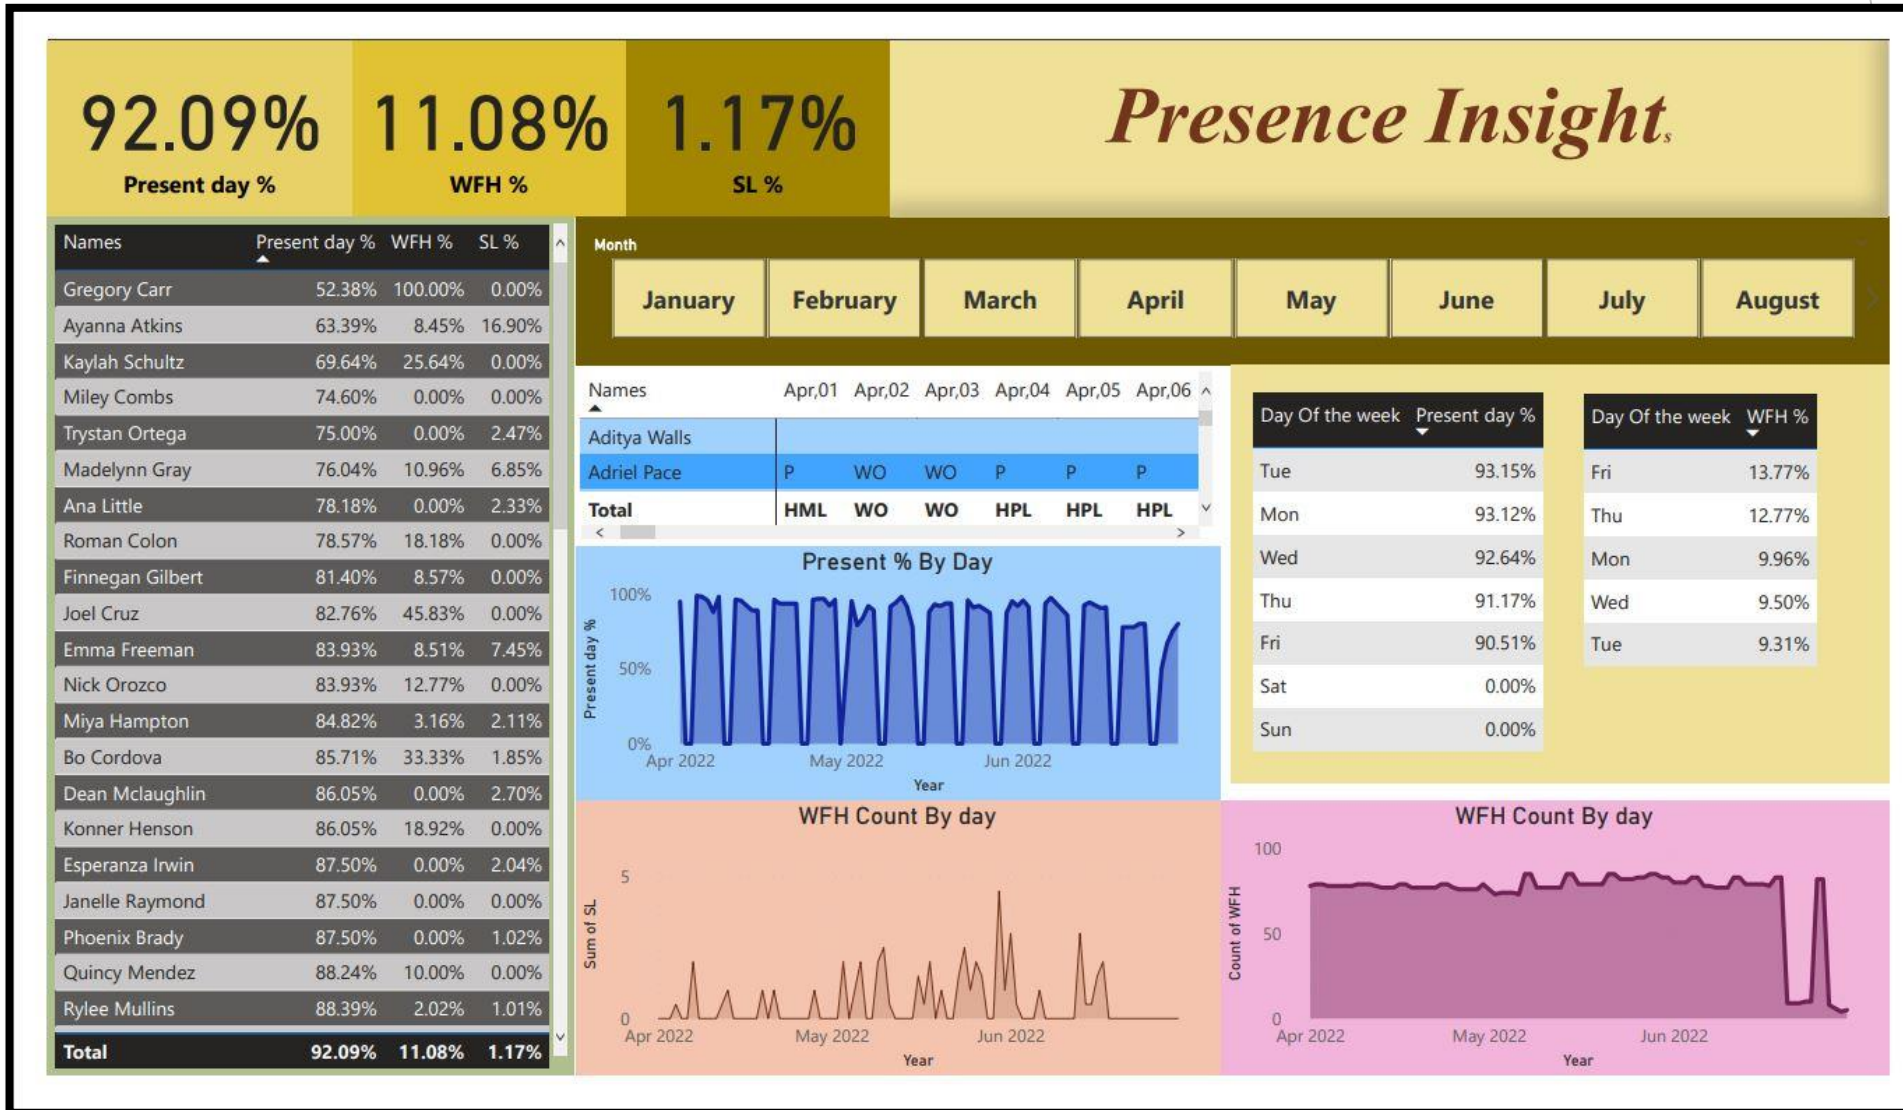 92.09%
Present day %
11.08%
WFH %
1.17%
SL %
Presence Insights
Names Present day % WFH % SL %
Gregory Carr 52.38% 100.00% 0.00%
Ayanna Atkins 63.39% 8.45% 16.90%
Kaylah Schultz 69.64% 25.64% 0.00%
Miley Combs 74.60% 0.00% 0.00%
Trystan Ortega 75.00% 0.00% 2.47%
Madelynn Gray 76.04% 10.96% 6.85%
Ana Little 78.18% 0.00% 2.33%
Roman Colon 78.57% 18.18% 0.00%
Finnegan Gilbert 81.40% 8.57% 0.00%
Joel Cruz 82.76% 45.83% 0.00%
Emma Freeman 83.93% 8.51% 7.45%
Nick Orozco 83.93% 12.77% 0.00%
Miya Hampton 84.82% 3.16% 2.11%
Bo Cordova 85.71% 33.33% 1.85%
Dean Mclaughlin 86.05% 0.00% 2.70%
Konner Henson 86.05% 18.92% 0.00%
Esperanza Irwin 87.50% 0.00% 2.04%
Janelle Raymond 87.50% 0.00% 0.00%
Phoenix Brady 87.50% 0.00% 1.02%
Quincy Mendez 88.24% 10.00% 0.00%
Rylee Mullins 88.39% 2.02% 1.01%
Total 92.09% 11.08% 1.17%
Month
January February March April May June July August
Names Apr,01 Apr,02 Apr,03 Apr,04 Apr,05 Apr,06
Aditya Walls
Adriel Pace P WO WO P P P
Total HML WO WO HPL HPL HPL
Day Of the week Present day %
Tue 93.15%
Mon 93.12%
Wed 92.64%
Thu 91.17%
Fri 90.51%
Sat 0.00%
Sun 0.00%
Day Of the week WFH %
Fri 13.77%
Thu 12.77%
Mon 9.96%
Wed 9.50%
Tue 9.31%
Present % By Day
Present day %
100%
50%
0%
Apr 2022 May 2022 Jun 2022
Year
WFH Count By day
Sum of SL
5
0
Apr 2022 May 2022 Jun 2022
Year
WFH Count By day
Count of WFH
100
50
0
Apr 2022 May 2022 Jun 2022
Year